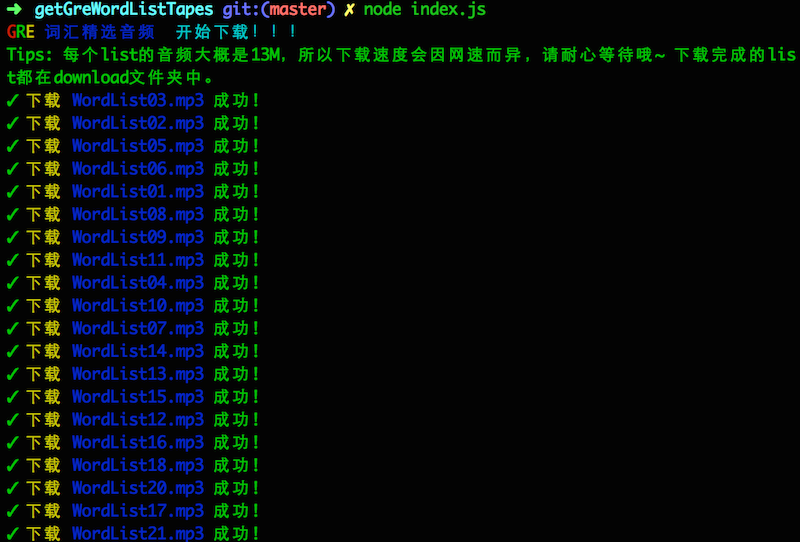 ➜ getGreWordListTapes git:(master) ✗ node index.js
GRE 词汇精选音频 开始下载!!!
Tips: 每个list的音频大概是13M, 所以下载速度会因网速而异, 请耐心等待哦~ 下载完成的lis
t都在download文件夹中。
✓ 下载 WordList03.mp3 成功!
✓ 下载 WordList02.mp3 成功!
✓ 下载 WordList05.mp3 成功!
✓ 下载 WordList06.mp3 成功!
✓ 下载 WordList01.mp3 成功!
✓ 下载 WordList08.mp3 成功!
✓ 下载 WordList09.mp3 成功!
✓ 下载 WordList11.mp3 成功!
✓ 下载 WordList04.mp3 成功!
✓ 下载 WordList10.mp3 成功!
✓ 下载 WordList07.mp3 成功!
✓ 下载 WordList14.mp3 成功!
✓ 下载 WordList13.mp3 成功!
✓ 下载 WordList15.mp3 成功!
✓ 下载 WordList12.mp3 成功!
✓ 下载 WordList16.mp3 成功!
✓ 下载 WordList18.mp3 成功!
✓ 下载 WordList20.mp3 成功!
✓ 下载 WordList17.mp3 成功!
✓ 下载 WordList21.mp3 成功!